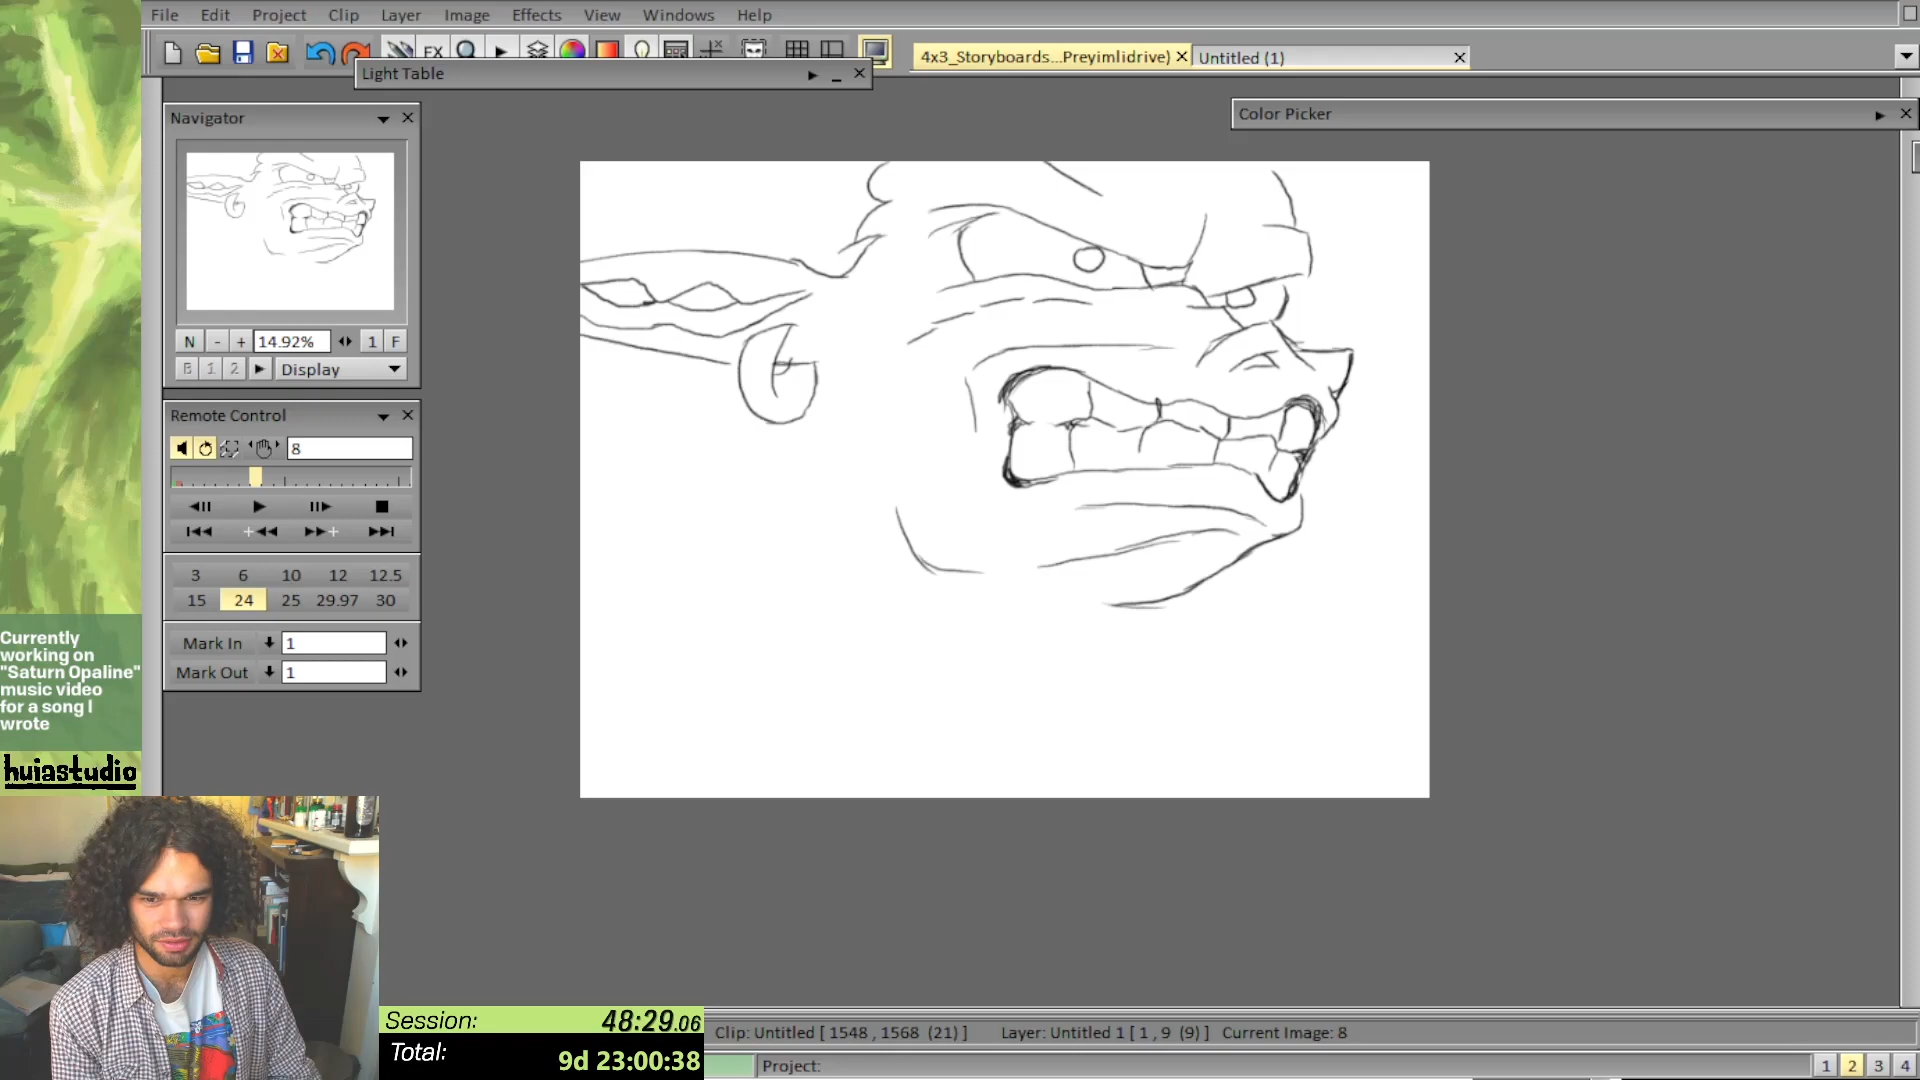 File Edit Project Clip Layer Image Effects View Windows Help
FX
4x3_Storyboards...Preyimlidrive)
Untitled (1)
Light Table
Color Picker
Navigator
N - + 14.92% 1 F
B 1 2 Display
Remote Control
8
3 6 10 12 12.5
15 24 25 29.97 30
Mark In 1
Mark Out 1
Currently
working on
"Saturn Opaline"
music video
for a song I
wrote
huiastudio
Session: 48:29.06
Total: 9d 23:00:38
Clip: Untitled [ 1548 , 1568 (21) ] Layer: Untitled 1 [ 1 , 9 (9) ] Current Image: 8
Project:
1 2 3 4